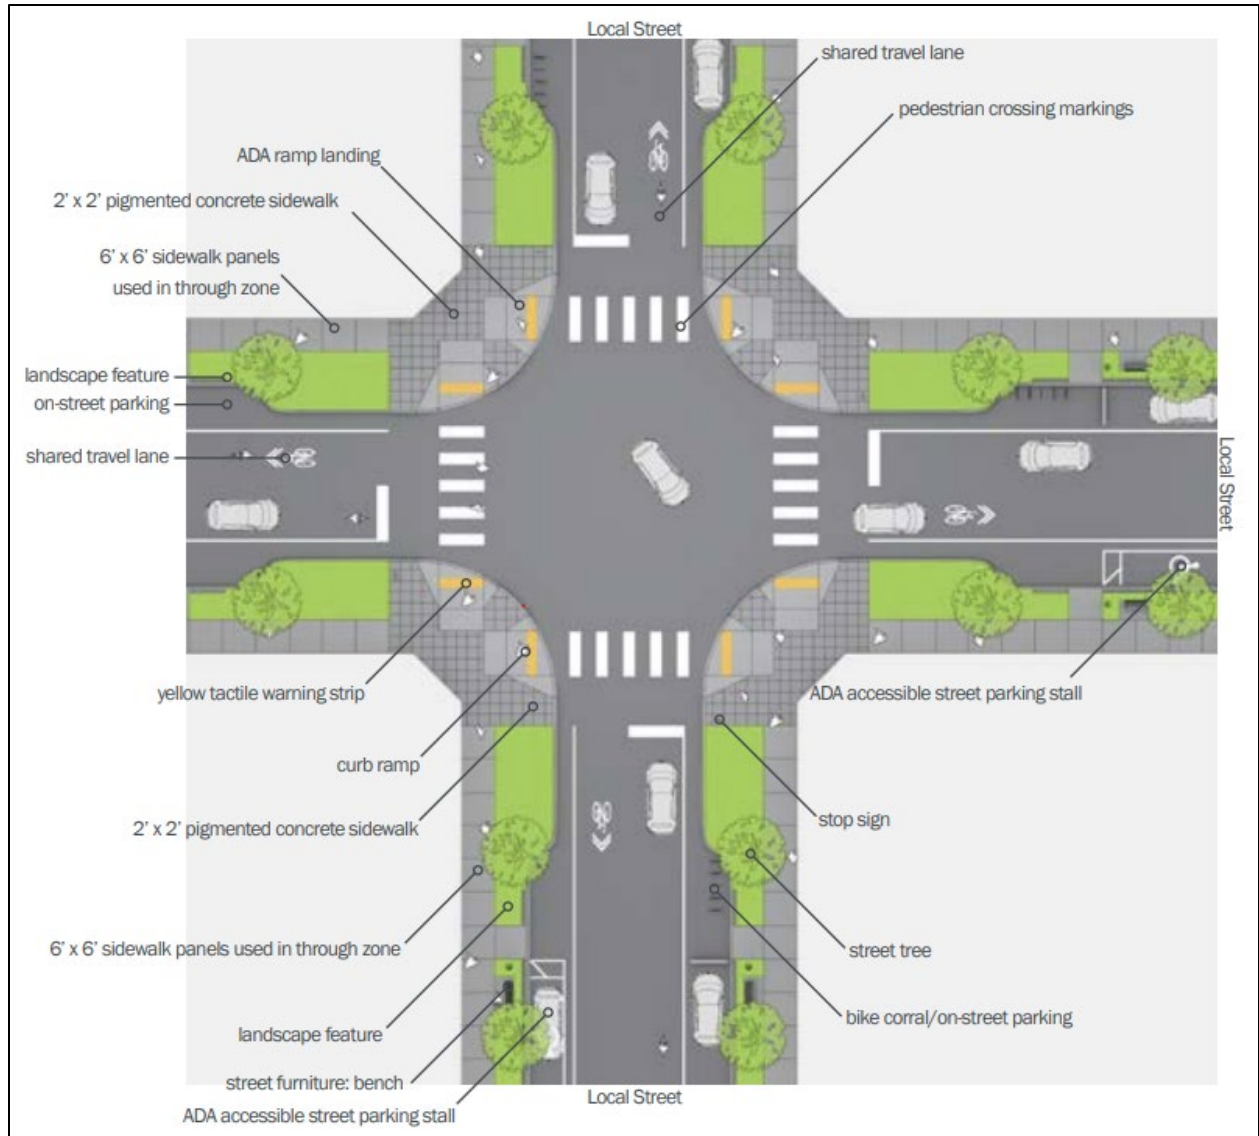 Local Street
shared travel lane
pedestrian crossing markings
ADA ramp landing
2' x 2' pigmented concrete sidewalk
6' x 6' sidewalk panels
used in through zone
landscape feature
on-street parking
shared travel lane
Local Street
yellow tactile warning strip
ADA accessible street parking stall
curb ramp
2' x 2' pigmented concrete sidewalk
stop sign
6' x 6' sidewalk panels used in through zone
street tree
bike corral/on-street parking
landscape feature
street furniture: bench
ADA accessible street parking stall
Local Street